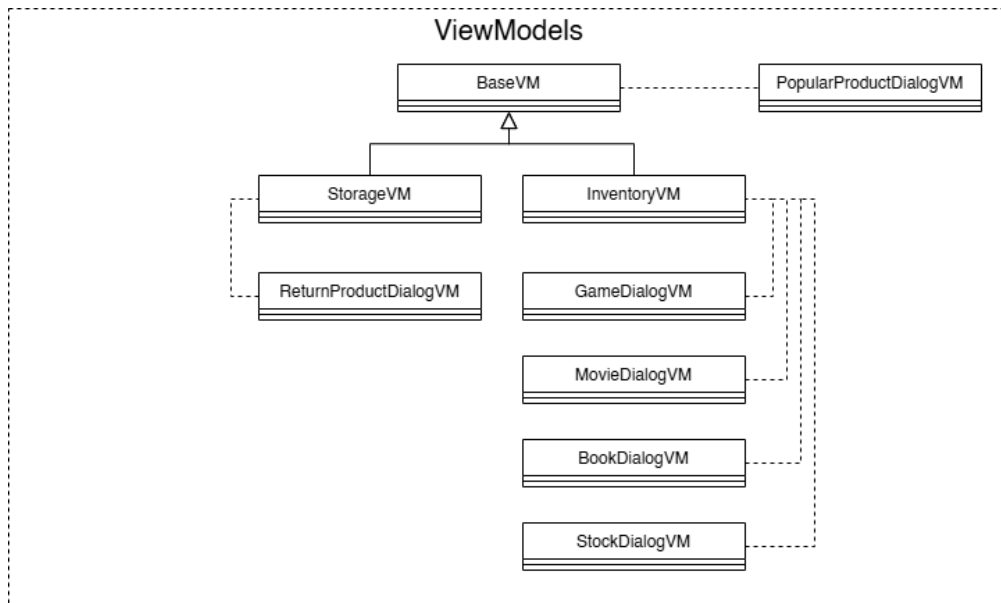 ViewModels
BaseVM
PopularProductDialogVM
StorageVM
InventoryVM
ReturnProductDialogVM
GameDialogVM
MovieDialogVM
BookDialogVM
StockDialogVM